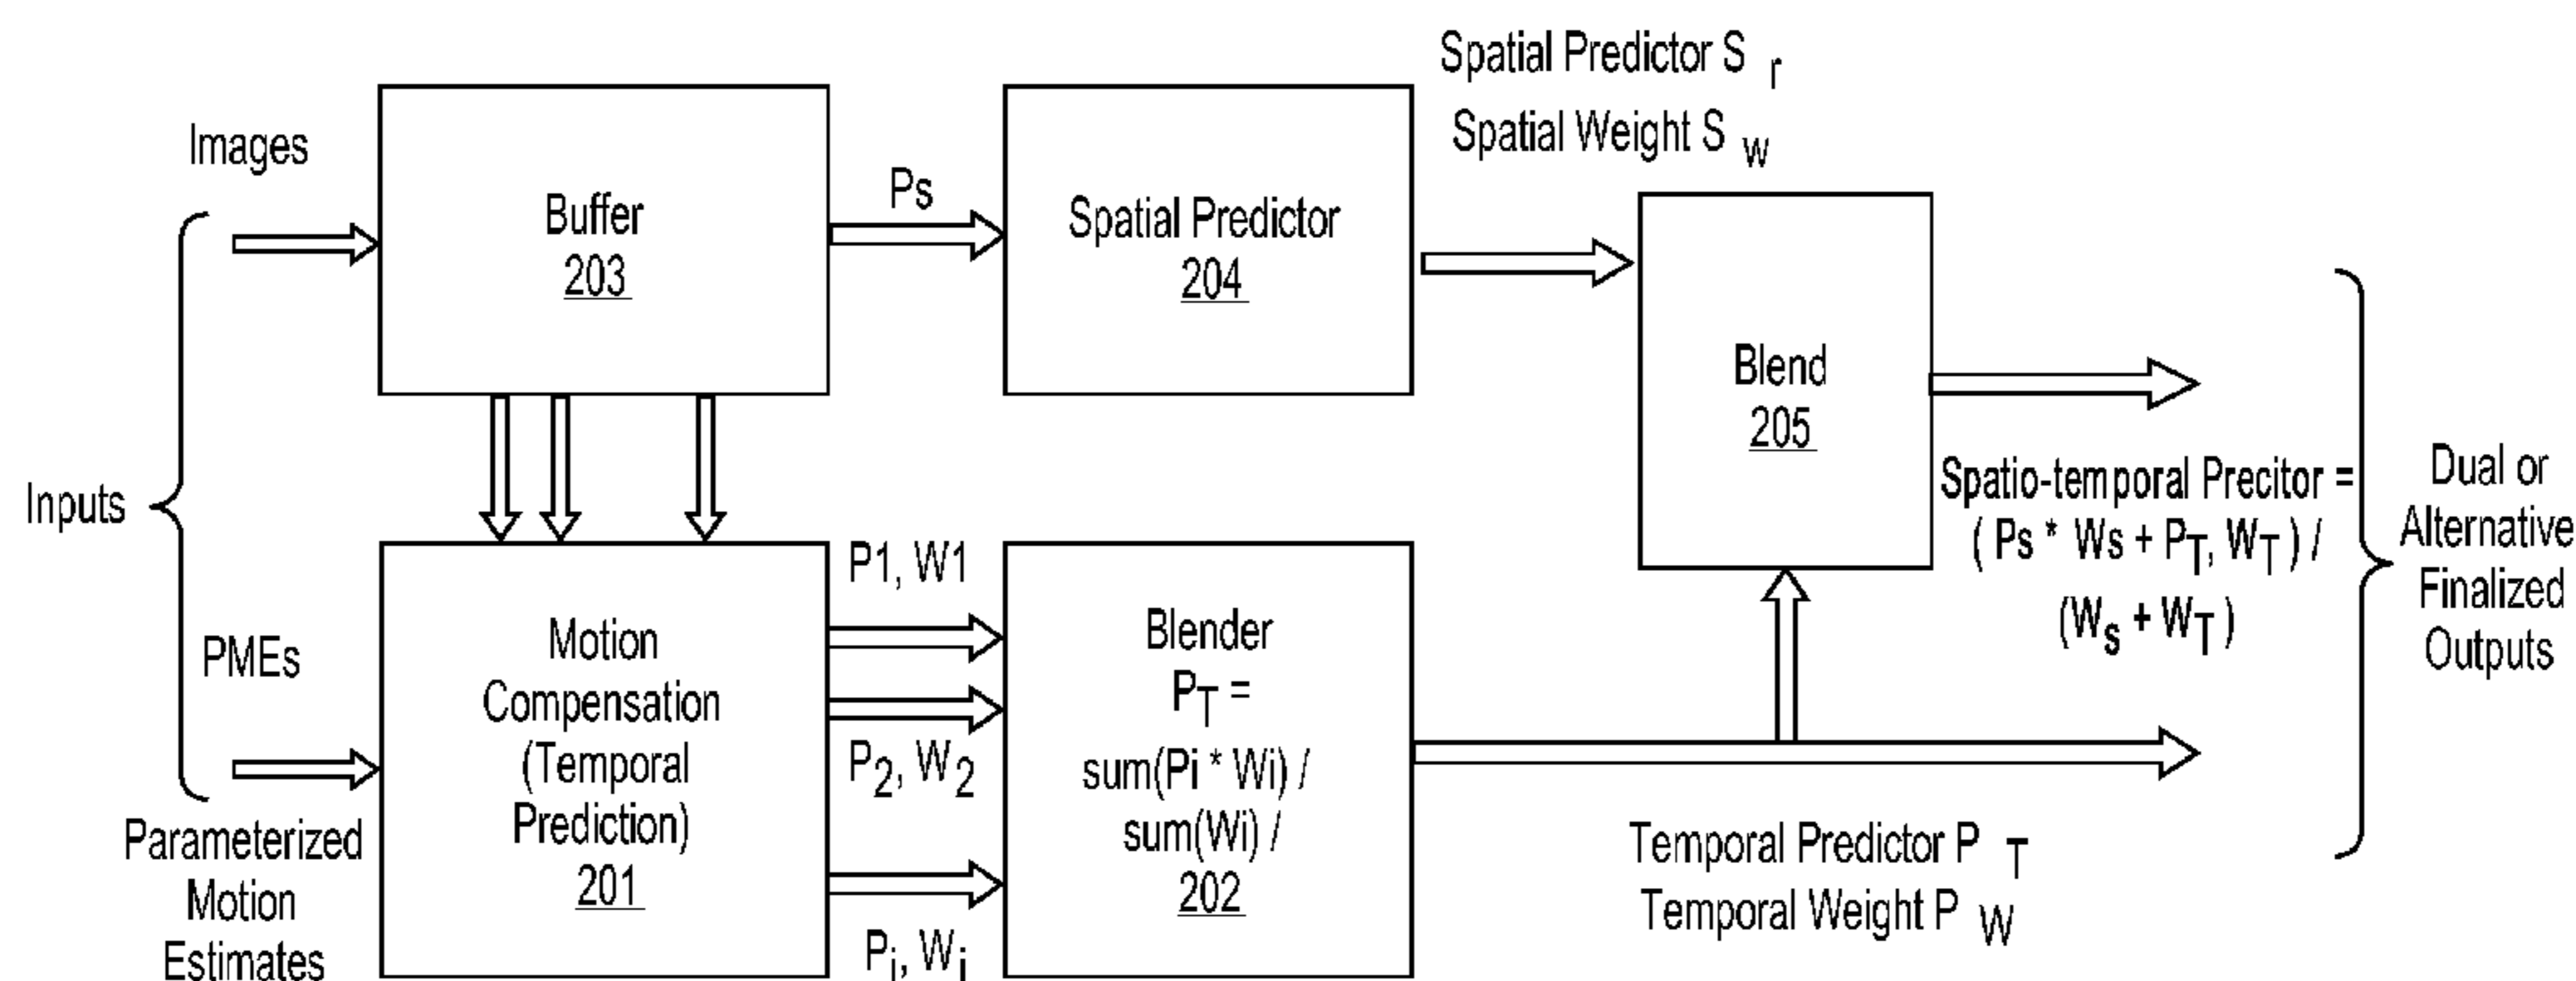 Spatial Predictor S r
Spatial Weight S w
Images
Ps
Buffer
203
Spatial Predictor
204
Blend
205
Inputs
Spatio-temporal Precitor =
( Ps * Ws + PT, WT ) /
(Ws + WT )
Dual or
Alternative
Finalized
Outputs
PMEs
Parameterized
Motion
Estimates
Motion
Compensation
(Temporal
Prediction)
201
P1, W1
P2, W2
Pi, Wi
Blender
PT =
sum(Pi * Wi) /
sum(Wi) /
202
Temporal Predictor P T
Temporal Weight P W